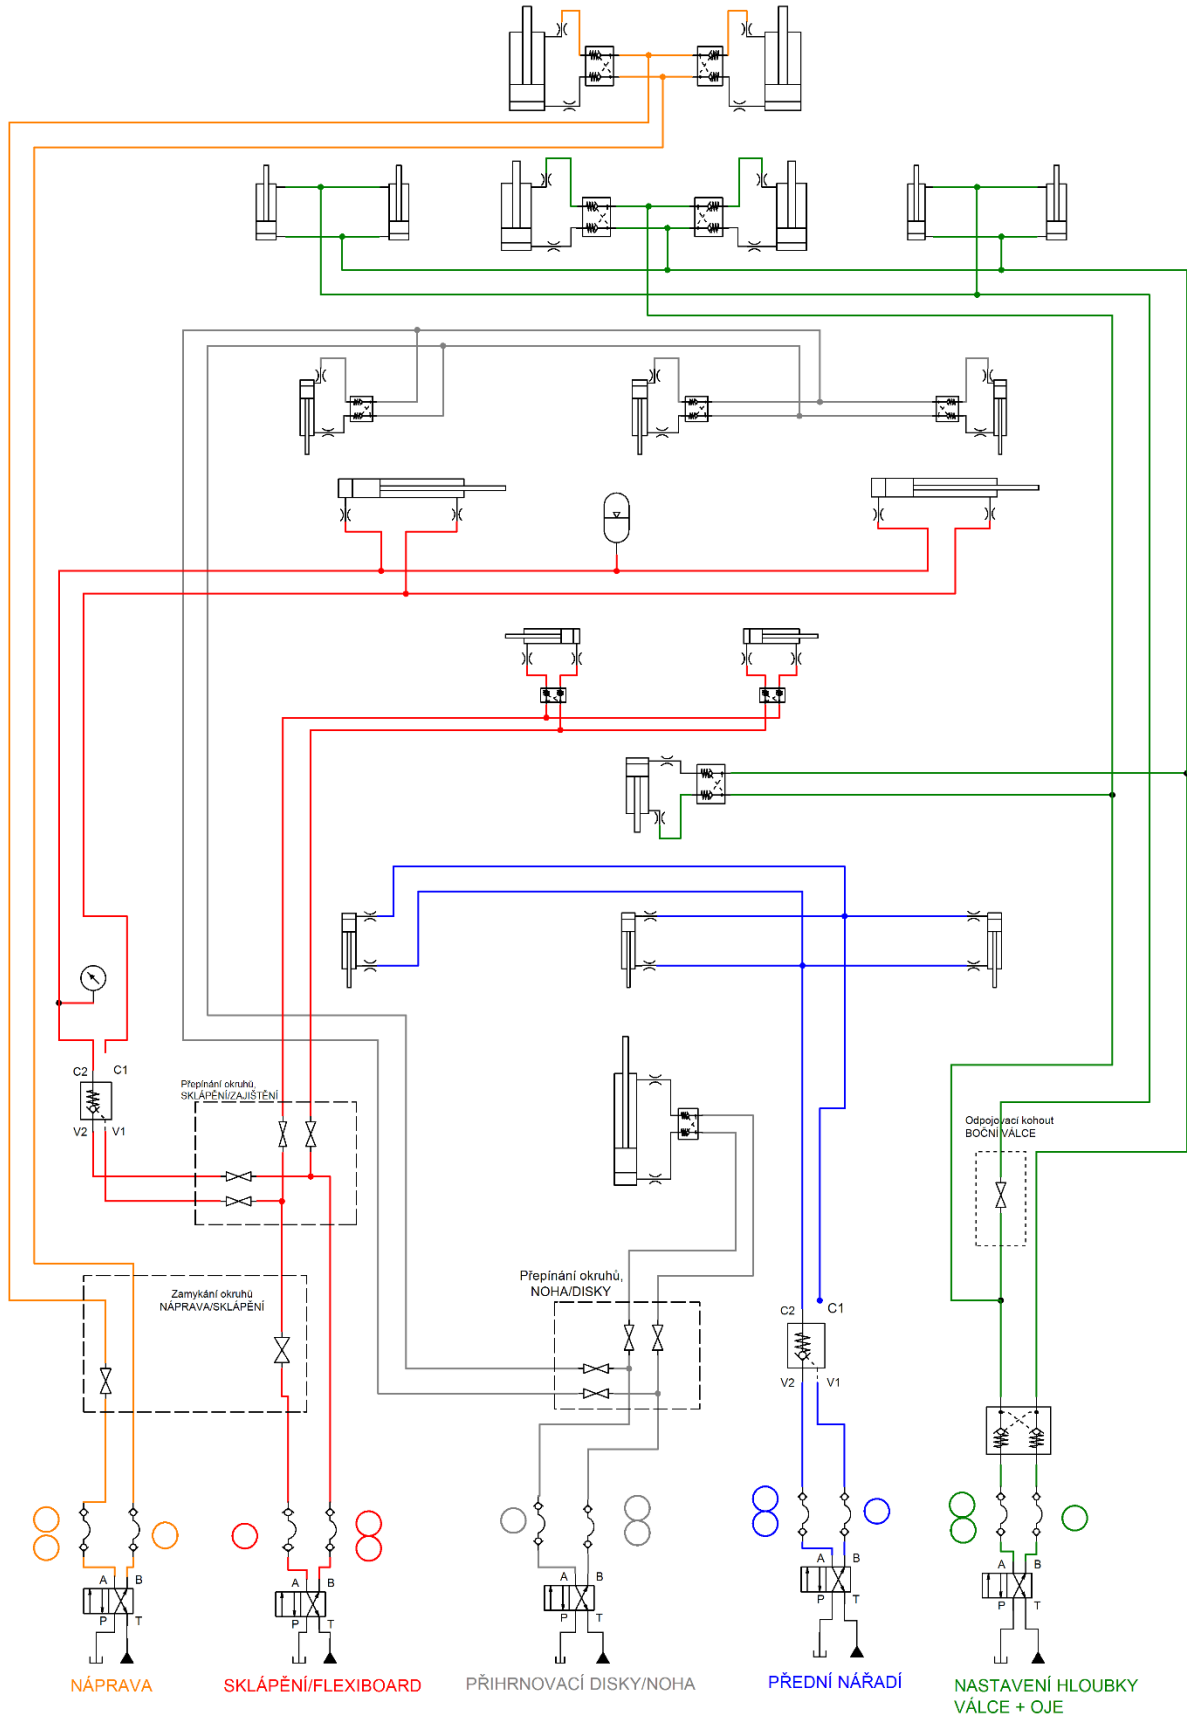 C2 C1
V2 V1
Přepínání okruhů,
SKLÁPĚNÍ/ZAJIŠTĚNÍ
Odpojovací kohout
BOČNÍ VÁLCE
Zamykání okruhů
NÁPRAVA/SKLÁPĚNÍ
Přepínání okruhů,
NOHA/DISKY
C2 C1
V2 V1
A B
P T
A B
P T
A B
P T
A B
P T
A B
P T
NÁPRAVA
SKLÁPĚNÍ/FLEXIBOARD
PŘIHRNOVACÍ DISKY/NOHA
PŘEDNÍ NÁŘADÍ
NASTAVENÍ HLOUBKY
VÁLCE + OJE